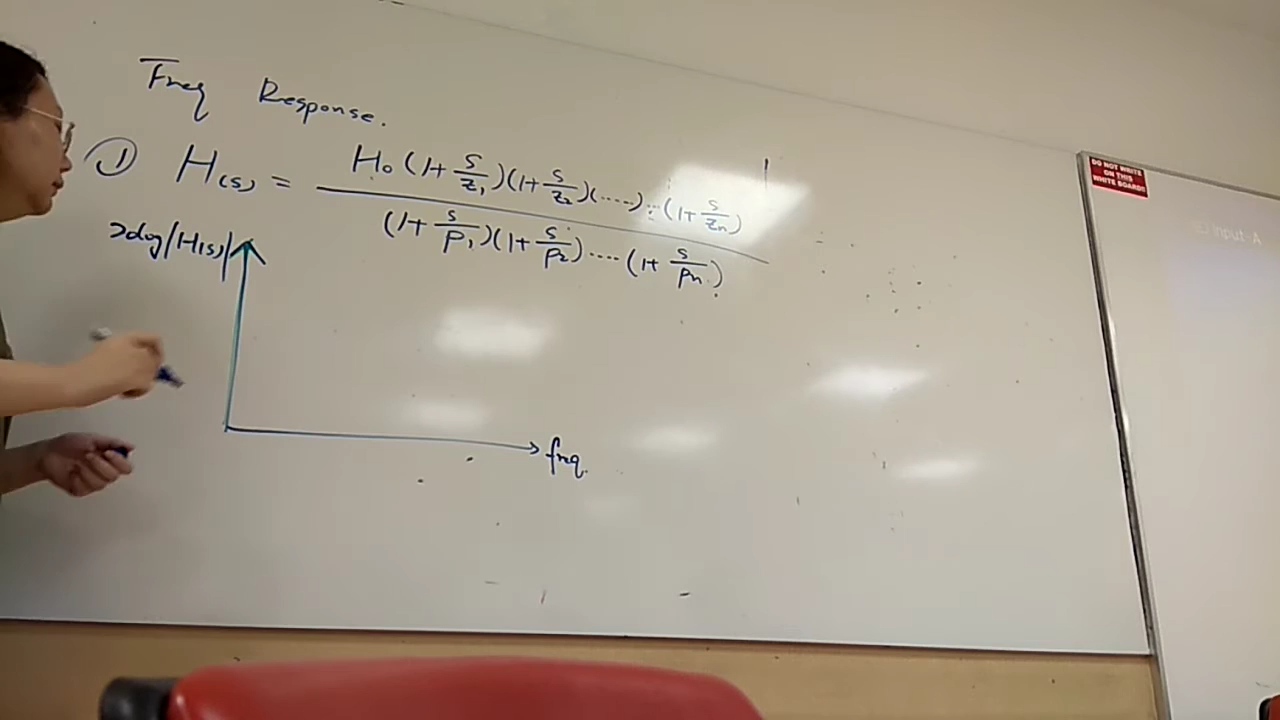 Freq Response.
① H(s) = H₀(1+s/z₁)(1+s/z₂)(....)...(1+s/zₙ) / (1+s/p₁)(1+s/p₂)....(1+s/pₙ)
20log|H(s)|
freq.
DO NOT WRITE
ON THIS
WHITE BOARD
Input-A